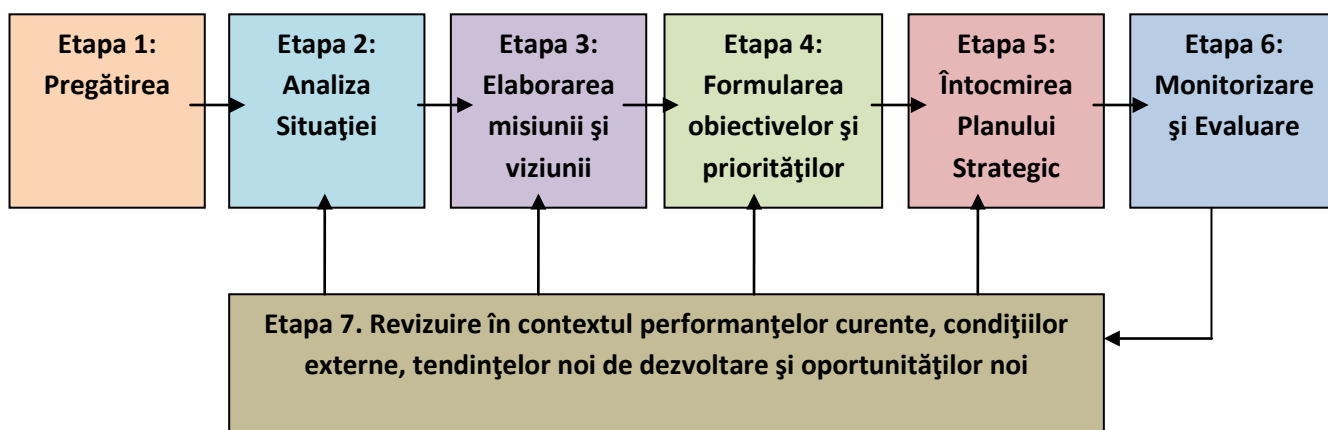 Etapa 1:
Pregătirea
Etapa 2:
Analiza
Situaţiei
Etapa 3:
Elaborarea
misiunii şi
viziunii
Etapa 4:
Formularea
obiectivelor şi
priorităţilor
Etapa 5:
Întocmirea
Planului
Strategic
Etapa 6:
Monitorizare
şi Evaluare
Etapa 7. Revizuire în contextul performanţelor curente, condiţiilor
externe, tendinţelor noi de dezvoltare şi oportunităţilor noi